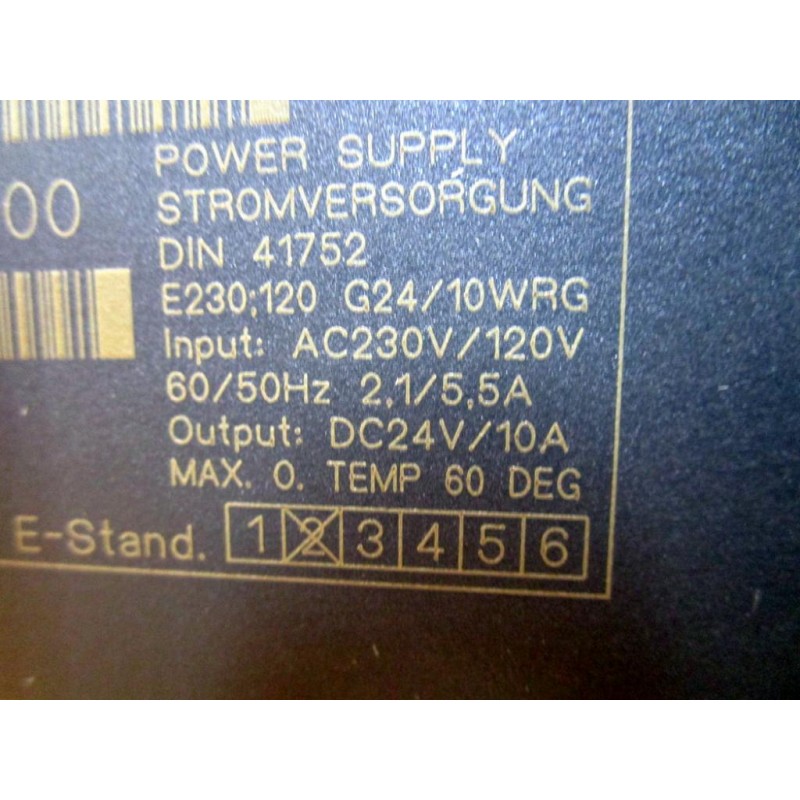 POWER SUPPLY
00
STROMVERSORGUNG
DIN 41752
E230;120 G24/10WRG
Input: AC230V/120V
60/50Hz 2,1/5,5A
Output: DC24V/10A
MAX. O. TEMP 60 DEG
E-Stand. 1 2 3 4 5 6